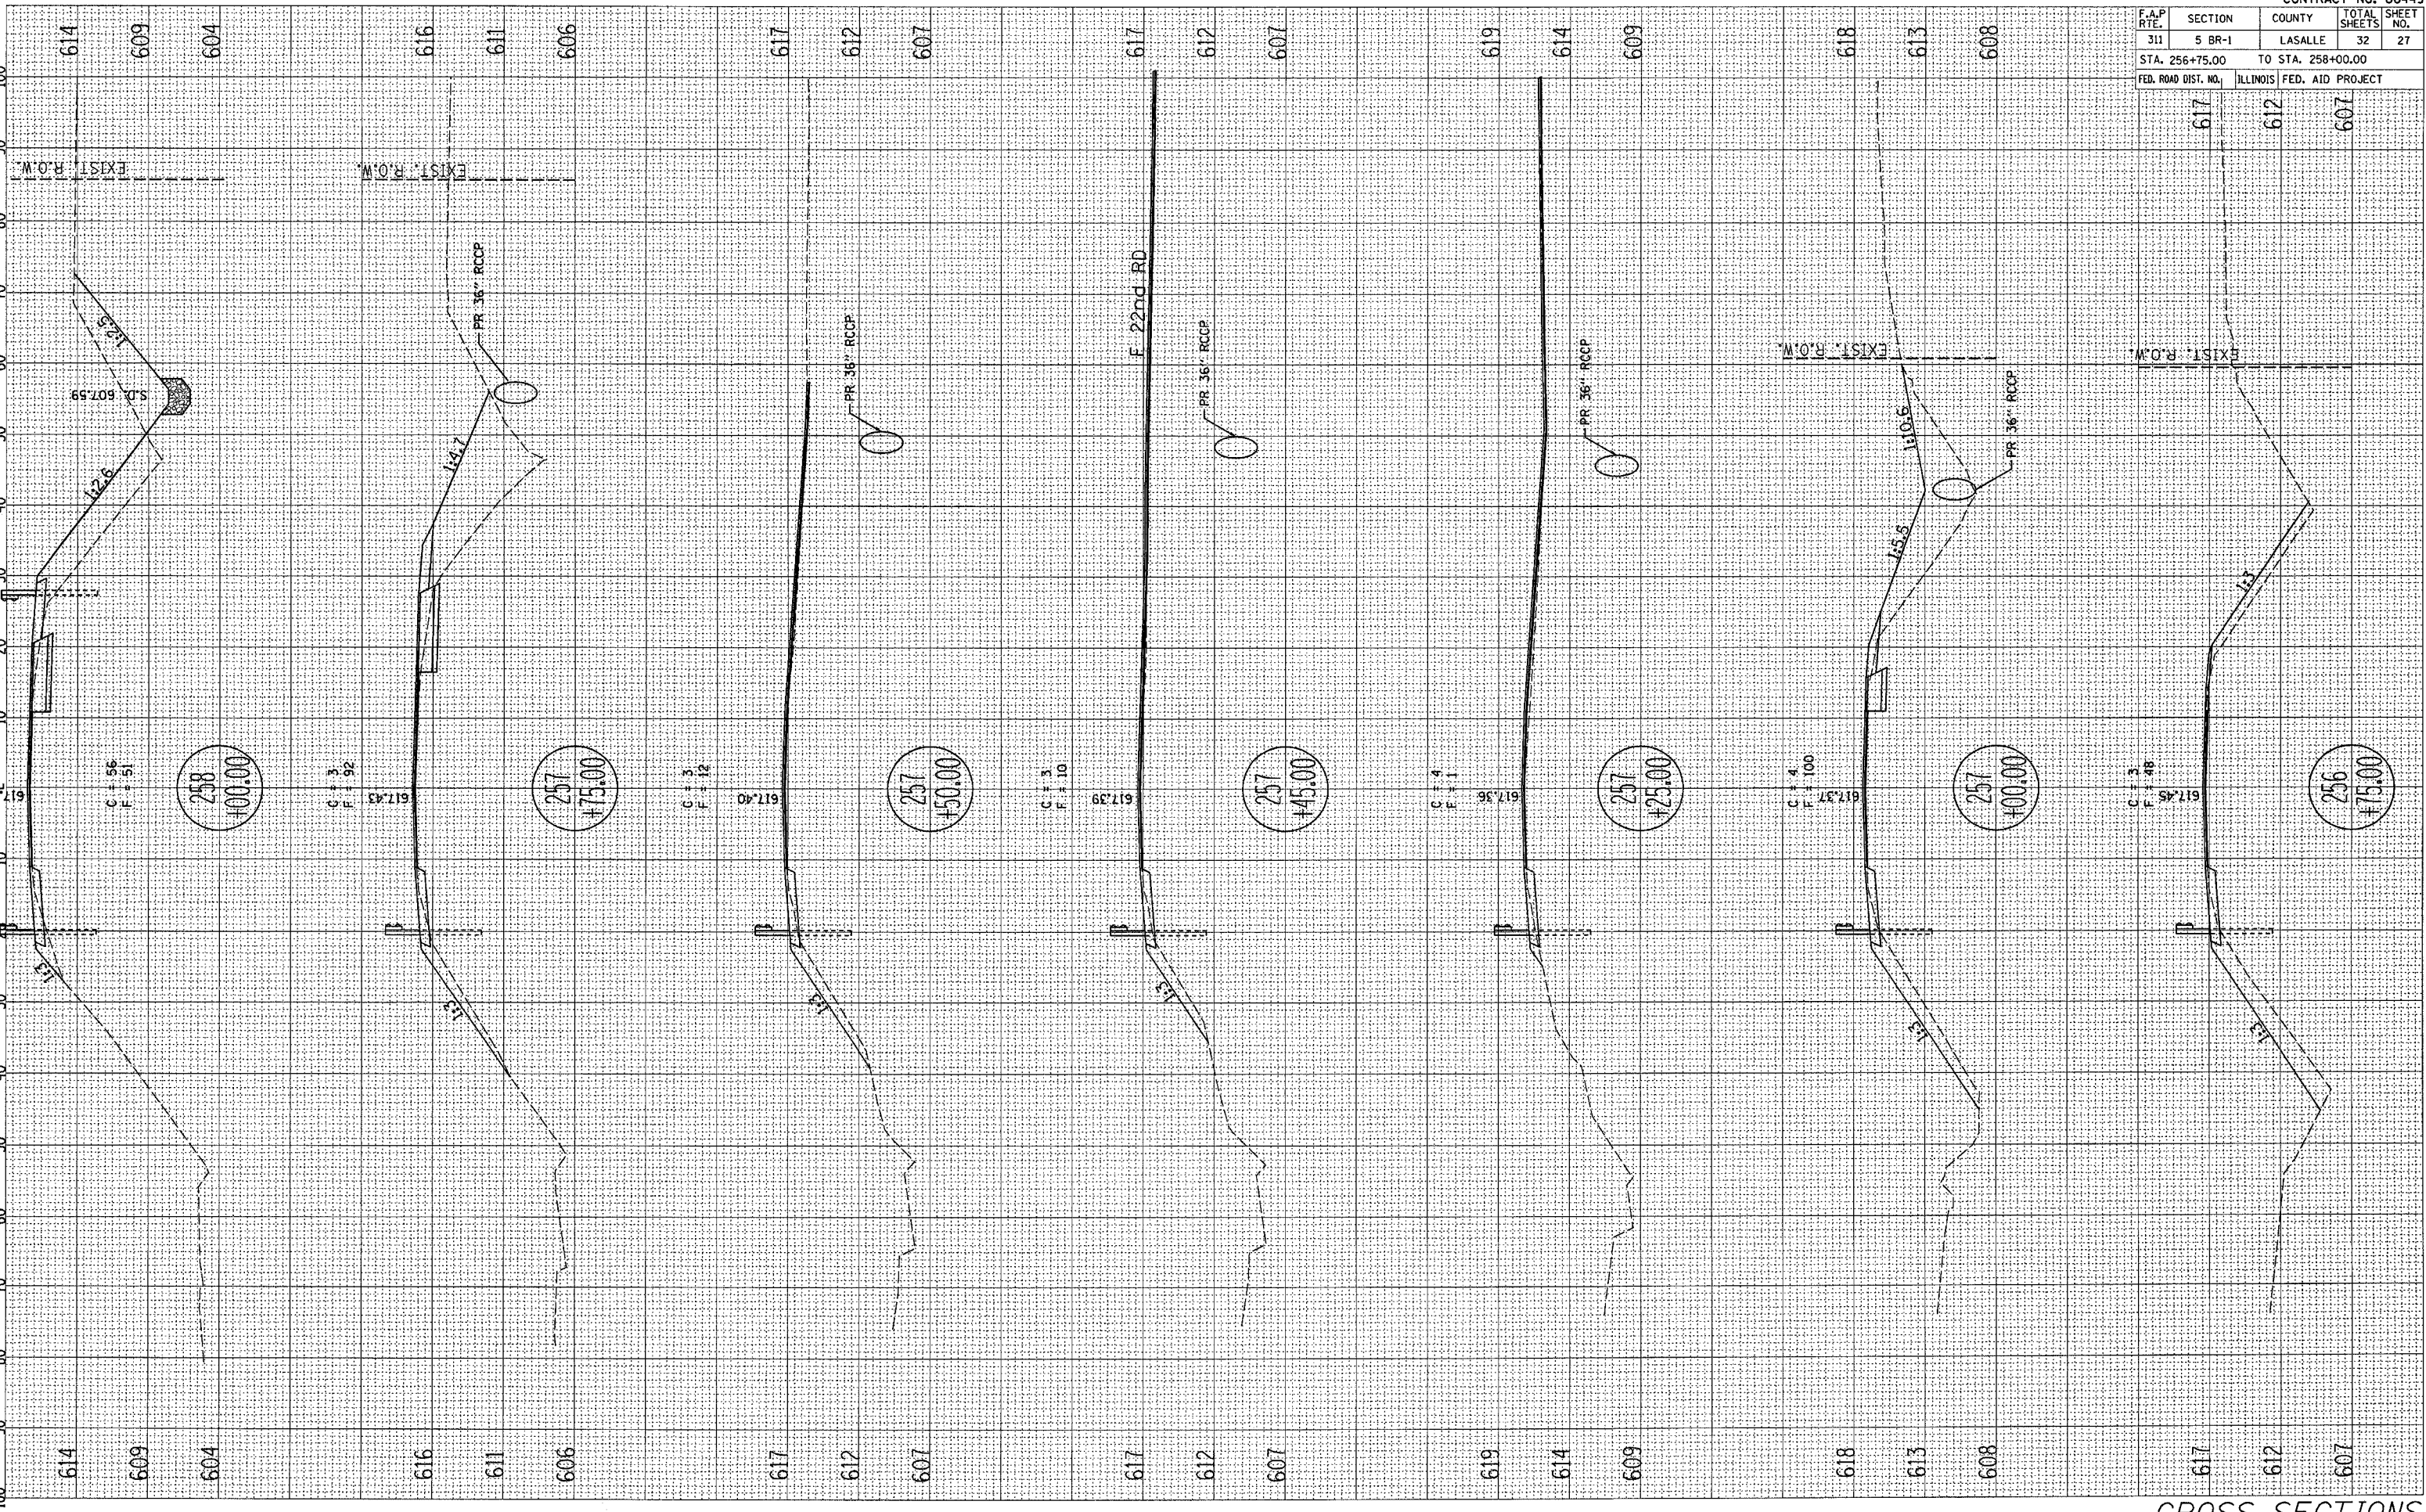 F.A.P RTE. SECTION COUNTY TOTAL SHEETS SHEET NO.
311 5 BR-1 LASALLE 32 27
STA. 256+75.00 TO STA. 258+00.00
FED. ROAD DIST. NO. ILLINOIS FED. AID PROJECT
614 609 604
EXIST. R.O.W.
1:2.5
S.D. 607.59
1:2.6
C = 56
F = 51
258
+00.00
1:3
614 609 604
616 611 606
EXIST. R.O.W.
PR 36" RCCP
1:4.7
C = 3
F = 92
617.43
257
+75.00
1:3
616 611 606
617 612 607
PR 36" RCCP
C = 3
F = 12
617.40
257
+50.00
1:3
617 612 607
617 612 607
E 22nd RD
PR 36" RCCP
C = 3
F = 10
617.39
257
+45.00
1:3
617 612 607
619 614 609
PR 36" RCCP
C = 4
F = 1
617.36
257
+25.00
619 614 609
618 613 608
EXIST. R.O.W.
1:10.6
PR 36" RCCP
1:5.5
C = 4
F = 100
617.37
257
+00.00
1:3
618 613 608
617 612 607
EXIST. R.O.W.
1:3
C = 3
F = 48
617.45
256
+75.00
1:3
617 612 607
CROSS SECTIONS